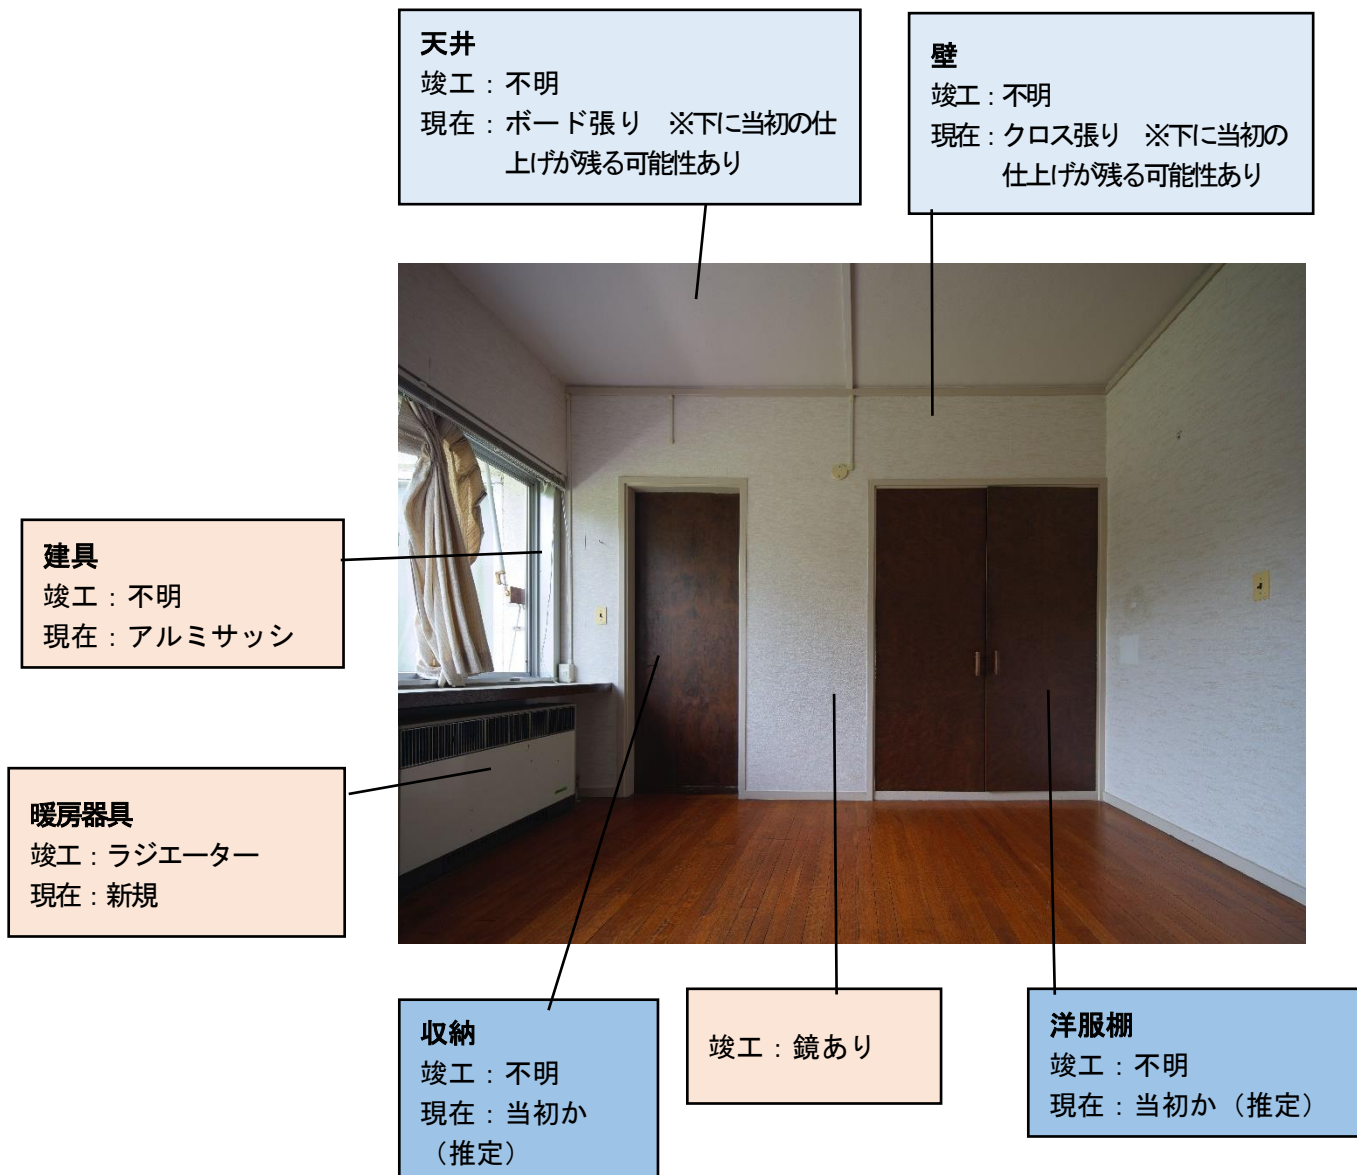 天井
竣工：不明
現在：ボード張り　※下に当初の仕
上げが残る可能性あり
壁
竣工：不明
現在：クロス張り　※下に当初の
仕上げが残る可能性あり
建具
竣工：不明
現在：アルミサッシ
暖房器具
竣工：ラジエーター
現在：新規
収納
竣工：不明
現在：当初か
（推定）
竣工：鏡あり
洋服棚
竣工：不明
現在：当初か（推定）